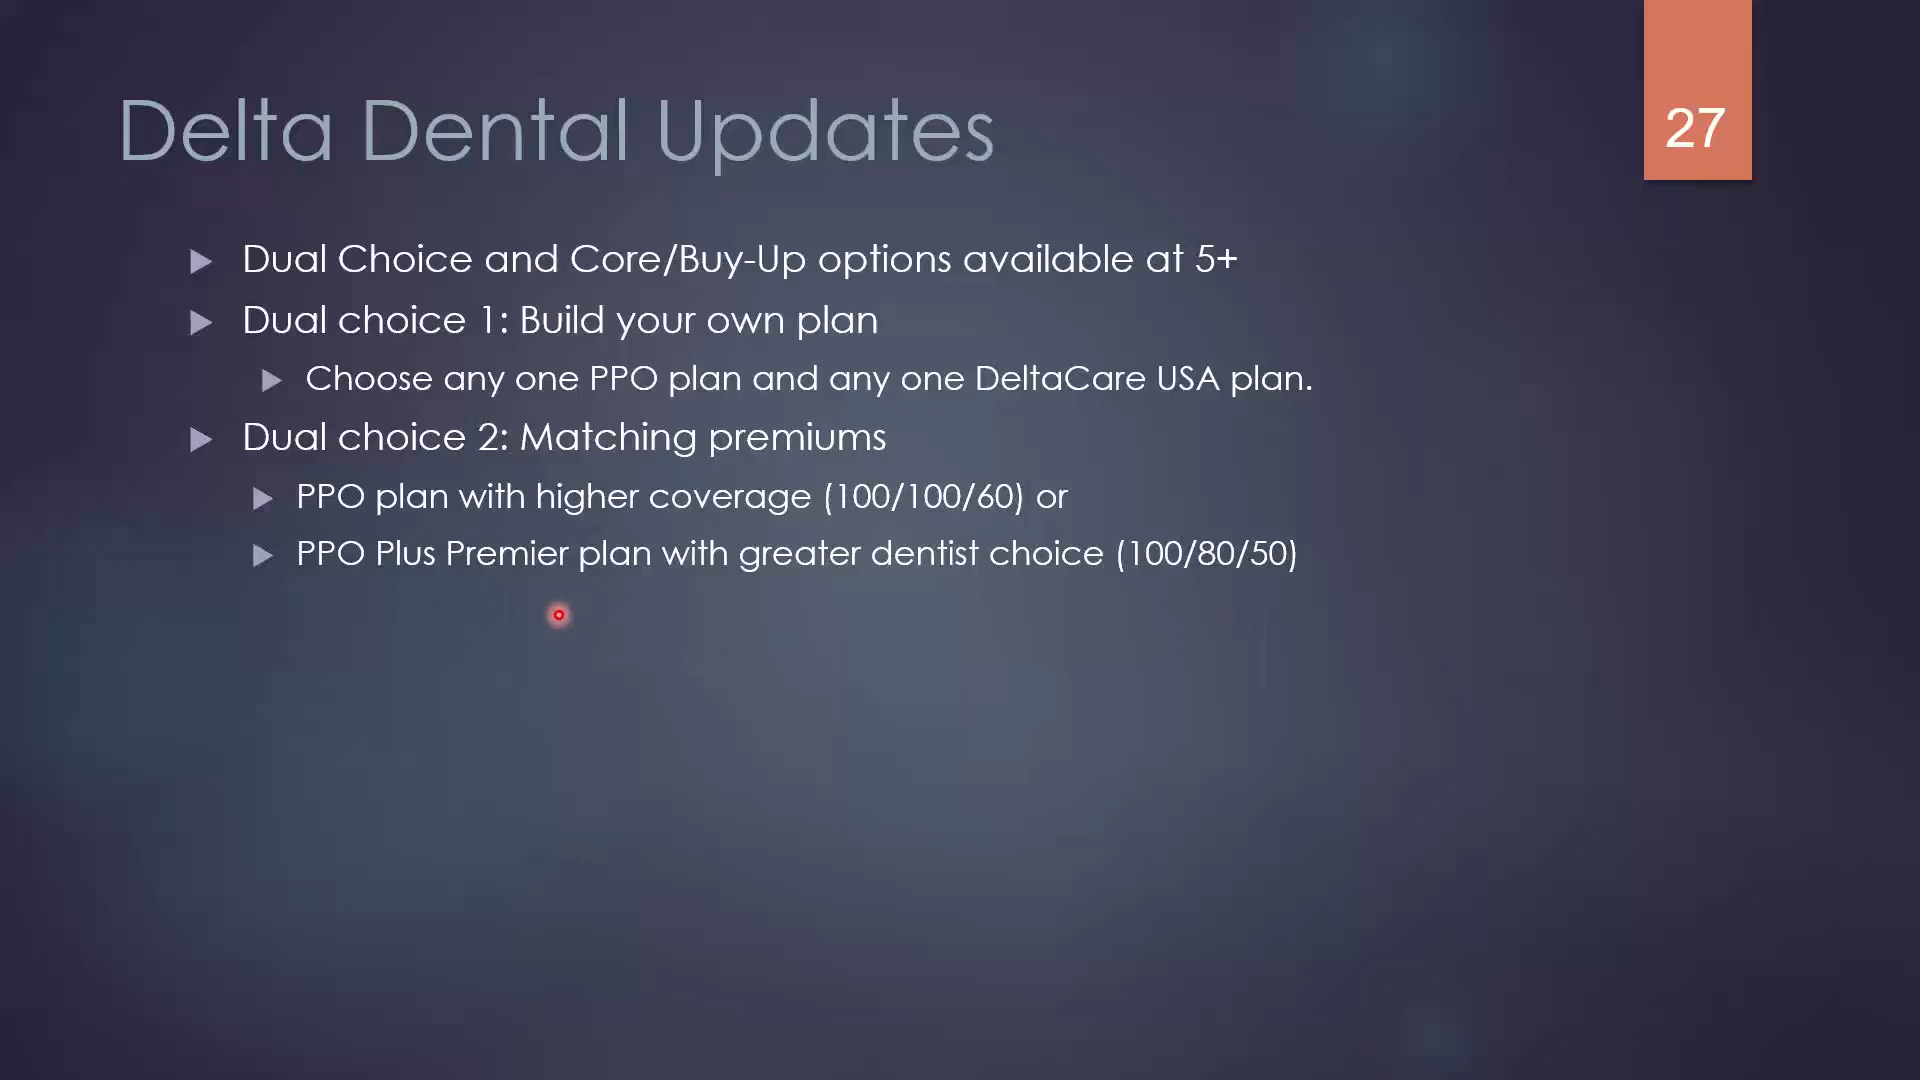 Delta Dental Updates
27
Dual Choice and Core/Buy-Up options available at 5+
Dual choice 1: Build your own plan
Choose any one PPO plan and any one DeltaCare USA plan.
Dual choice 2: Matching premiums
PPO plan with higher coverage (100/100/60) or
PPO Plus Premier plan with greater dentist choice (100/80/50)